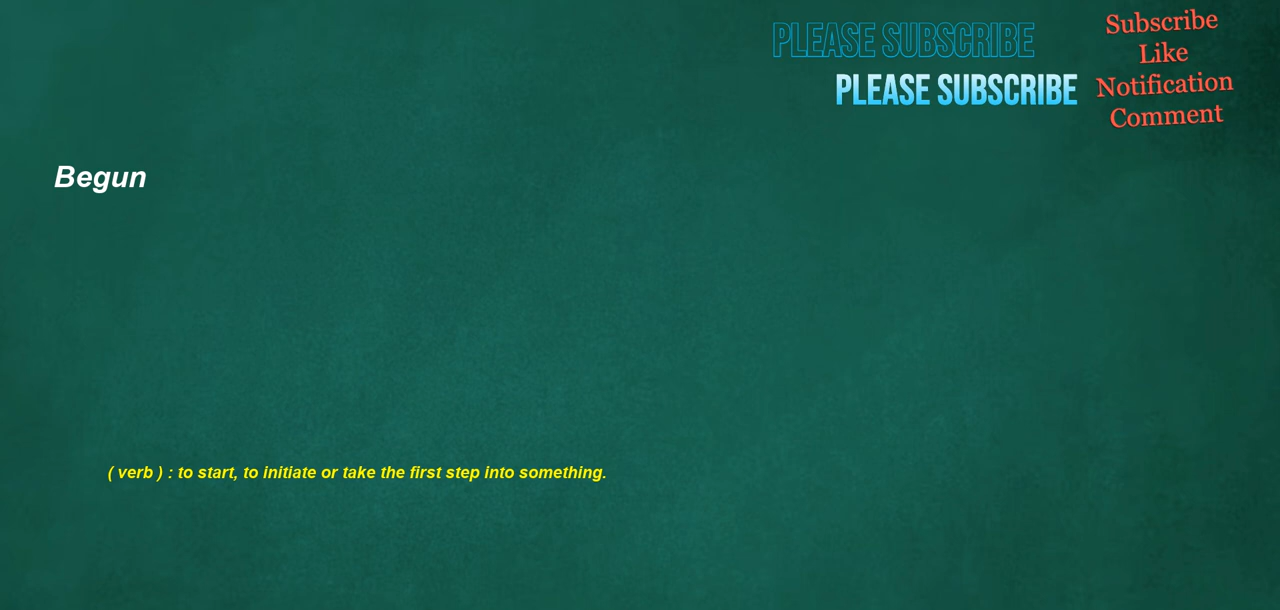 PLEASE SUBSCRIBE
PLEASE SUBSCRIBE
Subscribe
Like
Notification
Comment
Begun
( verb ) : to start, to initiate or take the first step into something.